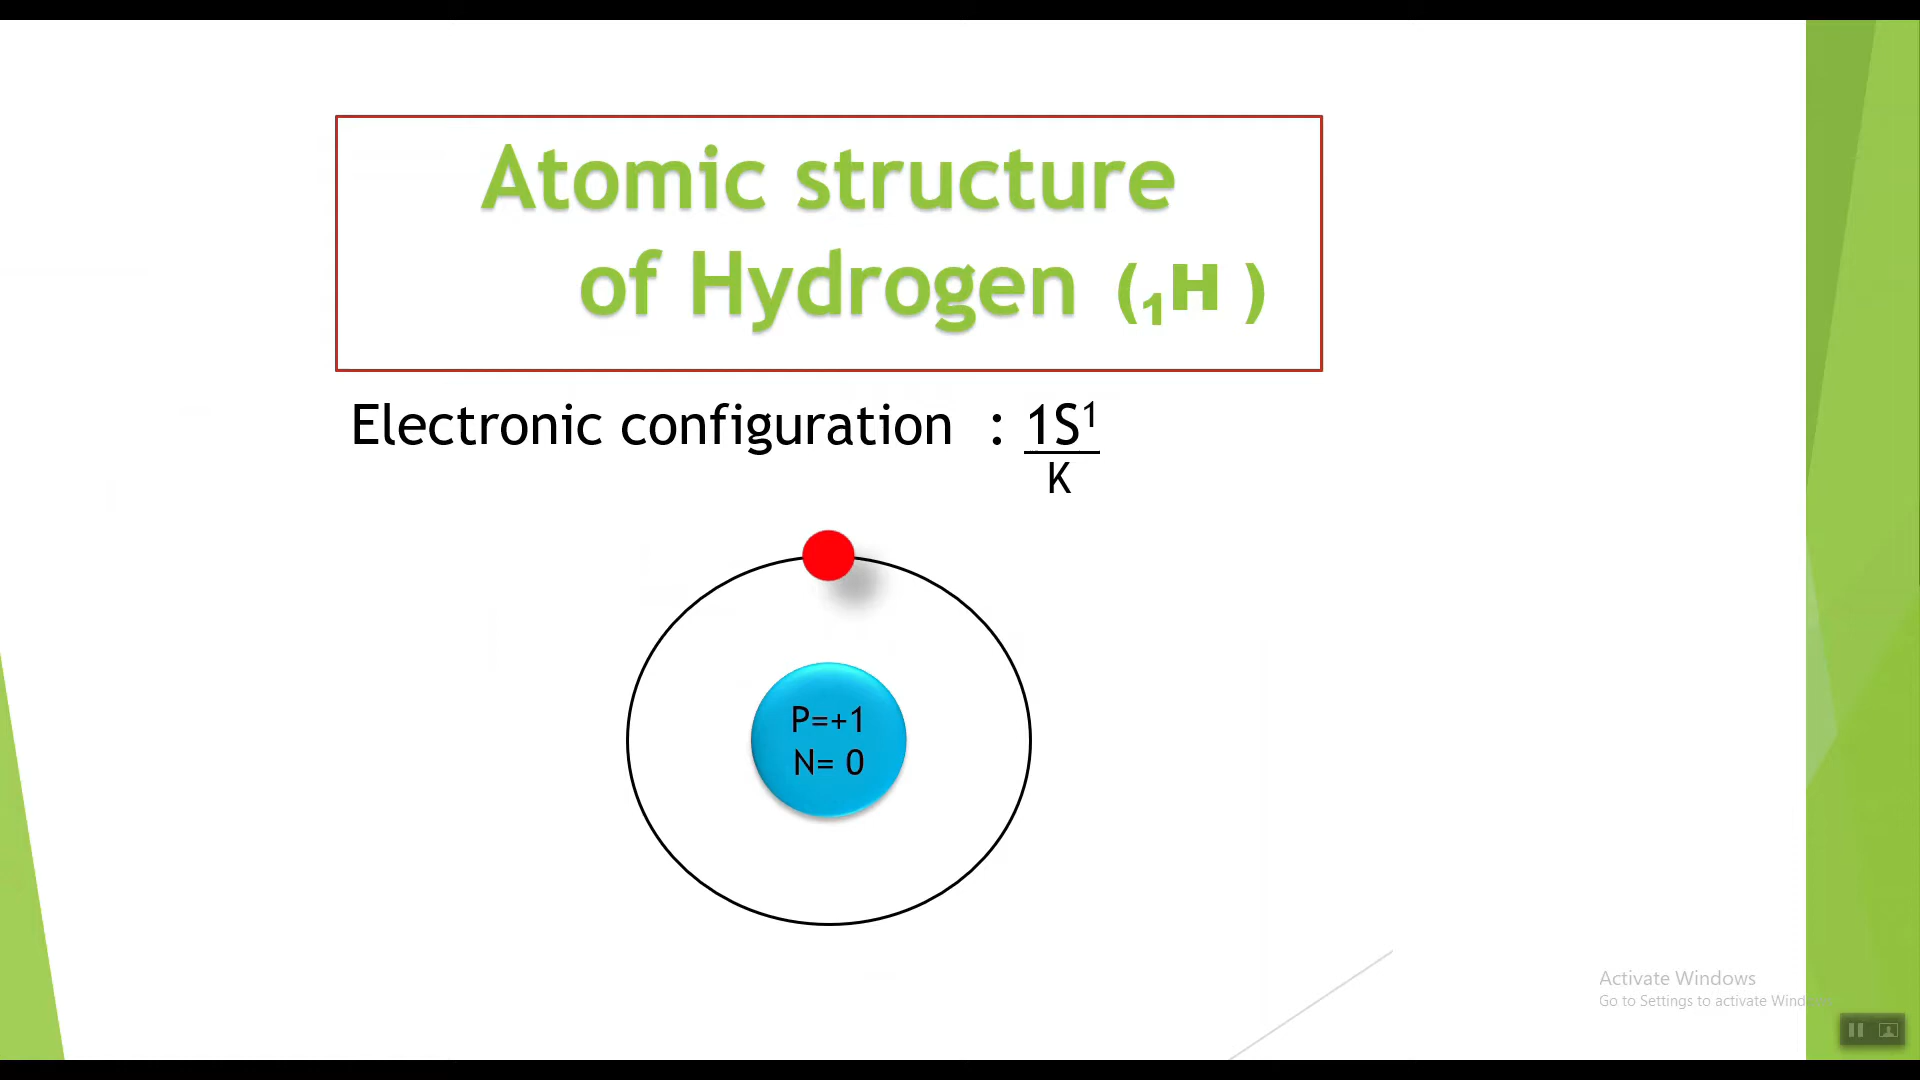 Atomic structure
of Hydrogen (₁H )
Electronic configuration : 1S¹
K
P=+1
N= 0
Activate Windows
Go to Settings to activate Windows